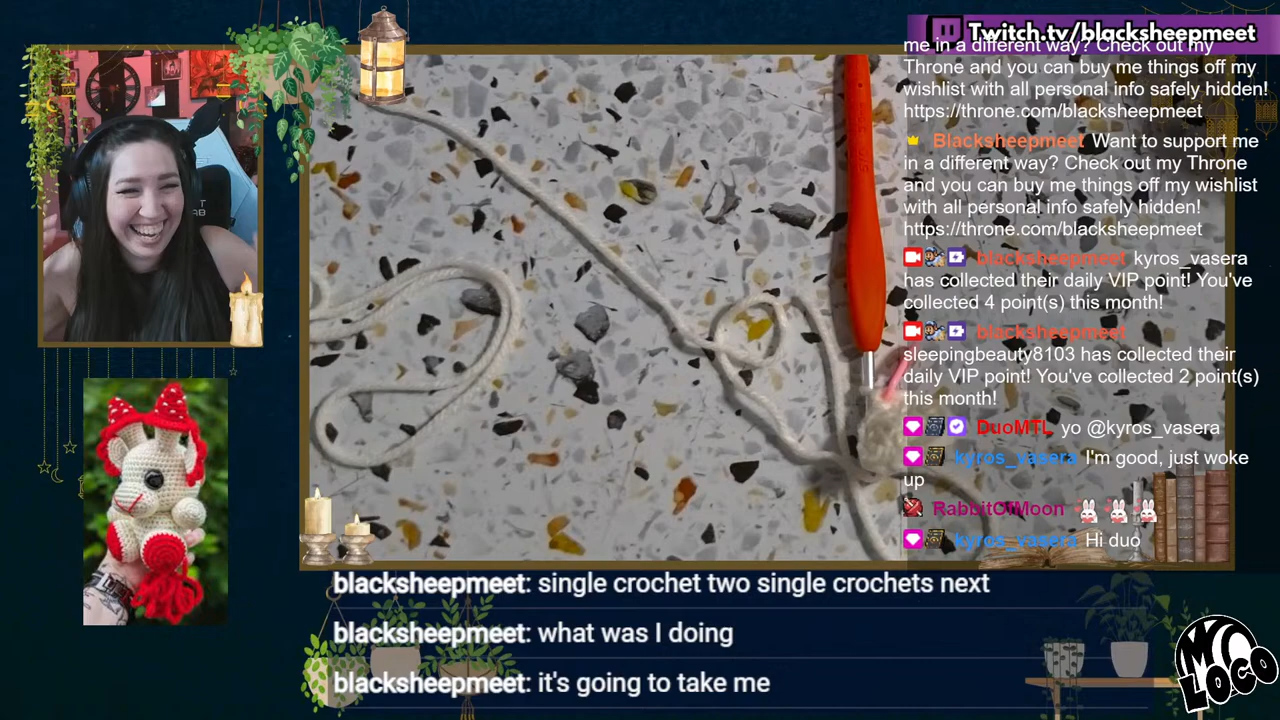 Twitch.tv/blacksheepmeet
me in a different way? Check out my
Throne and you can buy me things off my
wishlist with all personal info safely hidden!
https://throne.com/blacksheepmeet
Blacksheepmeet Want to support me
in a different way? Check out my Throne
and you can buy me things off my wishlist
with all personal info safely hidden!
https://throne.com/blacksheepmeet
blacksheepmeet kyros_vasera
has collected their daily VIP point! You've
collected 4 point(s) this month!
blacksheepmeet
sleepingbeauty8103 has collected their
daily VIP point! You've collected 2 point(s)
this month!
DuoMTL yo @kyros_vasera
kyros_vasera I'm good, just woke
up
RabbitOfMoon
kyros_vasera Hi duo
blacksheepmeet: single crochet two single crochets next
blacksheepmeet: what was I doing
blacksheepmeet: it's going to take me
MC
LOCO